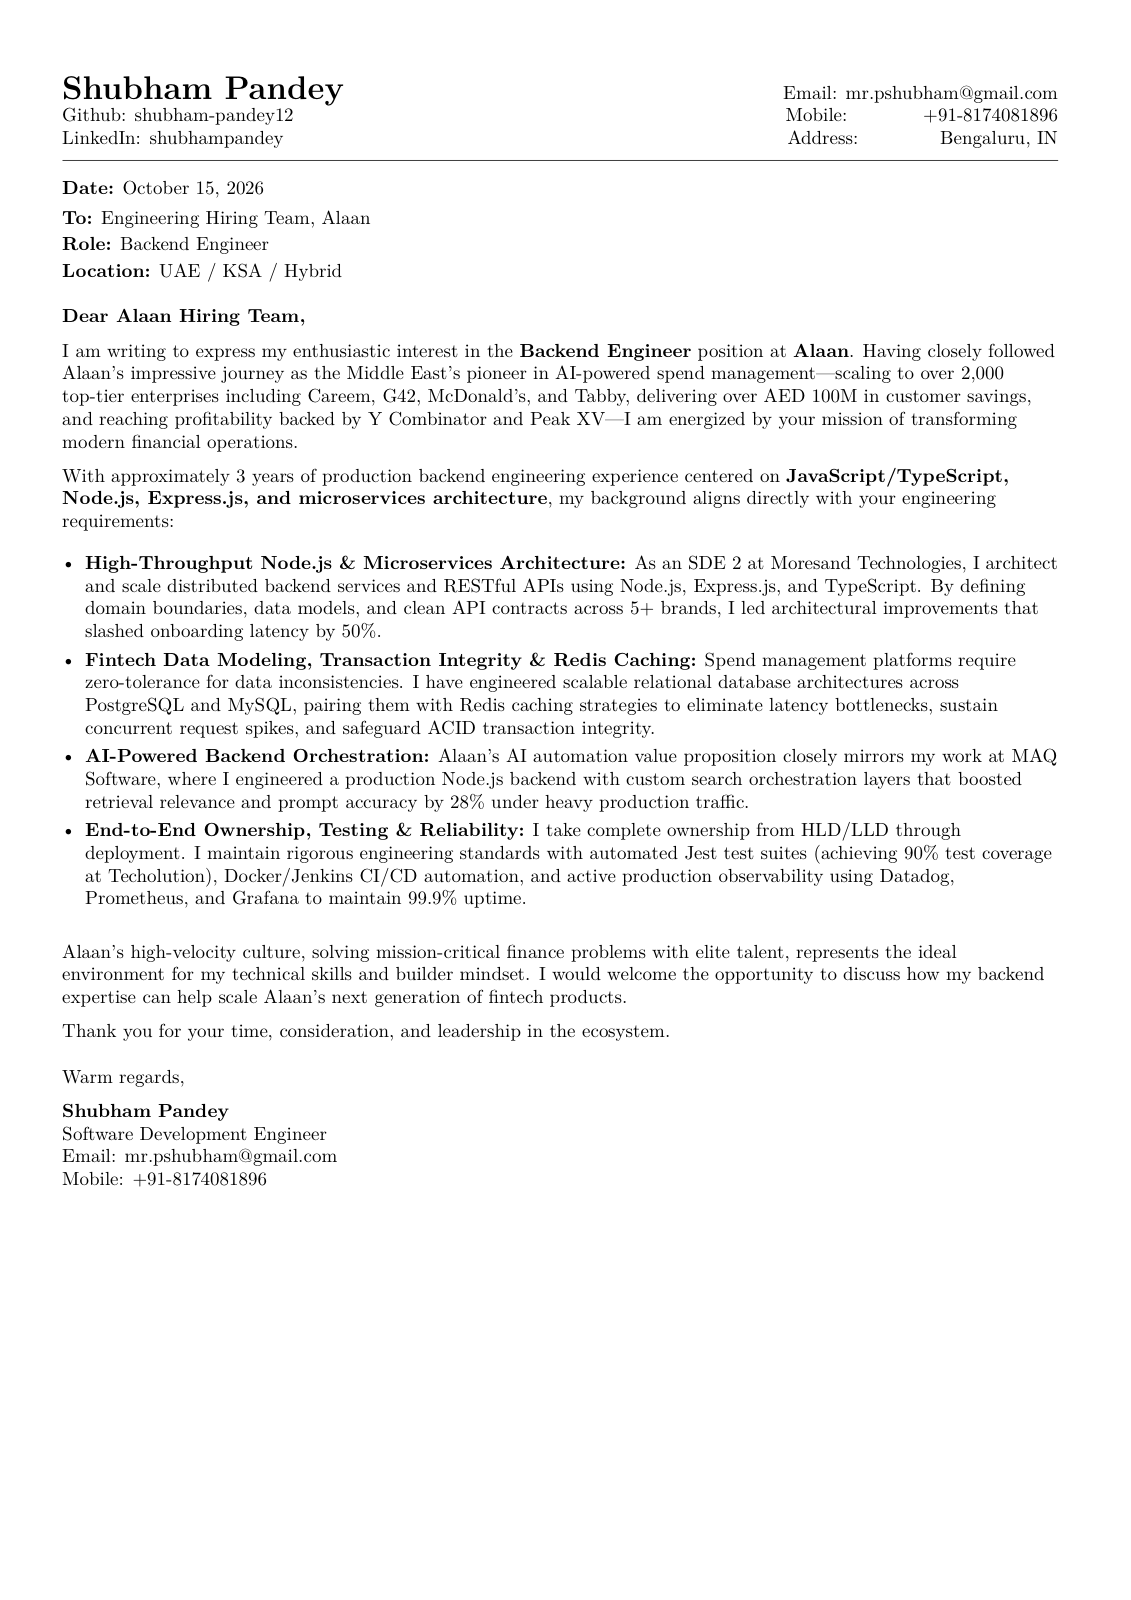 Shubham Pandey
Github: shubham-pandey12
LinkedIn: shubhampandey
Email: mr.pshubham@gmail.com
Mobile: +91-8174081896
Address: Bengaluru, IN
Date: October 15, 2026
To: Engineering Hiring Team, Alaan
Role: Backend Engineer
Location: UAE / KSA / Hybrid
Dear Alaan Hiring Team,
I am writing to express my enthusiastic interest in the Backend Engineer position at Alaan. Having closely followed
Alaan's impressive journey as the Middle East's pioneer in AI-powered spend management—scaling to over 2,000
top-tier enterprises including Careem, G42, McDonald's, and Tabby, delivering over AED 100M in customer savings,
and reaching profitability backed by Y Combinator and Peak XV—I am energized by your mission of transforming
modern financial operations.
With approximately 3 years of production backend engineering experience centered on JavaScript/TypeScript,
Node.js, Express.js, and microservices architecture, my background aligns directly with your engineering
requirements:
• High-Throughput Node.js & Microservices Architecture: As an SDE 2 at Moresand Technologies, I architect
and scale distributed backend services and RESTful APIs using Node.js, Express.js, and TypeScript. By defining
domain boundaries, data models, and clean API contracts across 5+ brands, I led architectural improvements that
slashed onboarding latency by 50%.
• Fintech Data Modeling, Transaction Integrity & Redis Caching: Spend management platforms require
zero-tolerance for data inconsistencies. I have engineered scalable relational database architectures across
PostgreSQL and MySQL, pairing them with Redis caching strategies to eliminate latency bottlenecks, sustain
concurrent request spikes, and safeguard ACID transaction integrity.
• AI-Powered Backend Orchestration: Alaan's AI automation value proposition closely mirrors my work at MAQ
Software, where I engineered a production Node.js backend with custom search orchestration layers that boosted
retrieval relevance and prompt accuracy by 28% under heavy production traffic.
• End-to-End Ownership, Testing & Reliability: I take complete ownership from HLD/LLD through
deployment. I maintain rigorous engineering standards with automated Jest test suites (achieving 90% test coverage
at Techolution), Docker/Jenkins CI/CD automation, and active production observability using Datadog,
Prometheus, and Grafana to maintain 99.9% uptime.
Alaan's high-velocity culture, solving mission-critical finance problems with elite talent, represents the ideal
environment for my technical skills and builder mindset. I would welcome the opportunity to discuss how my backend
expertise can help scale Alaan's next generation of fintech products.
Thank you for your time, consideration, and leadership in the ecosystem.
Warm regards,
Shubham Pandey
Software Development Engineer
Email: mr.pshubham@gmail.com
Mobile: +91-8174081896